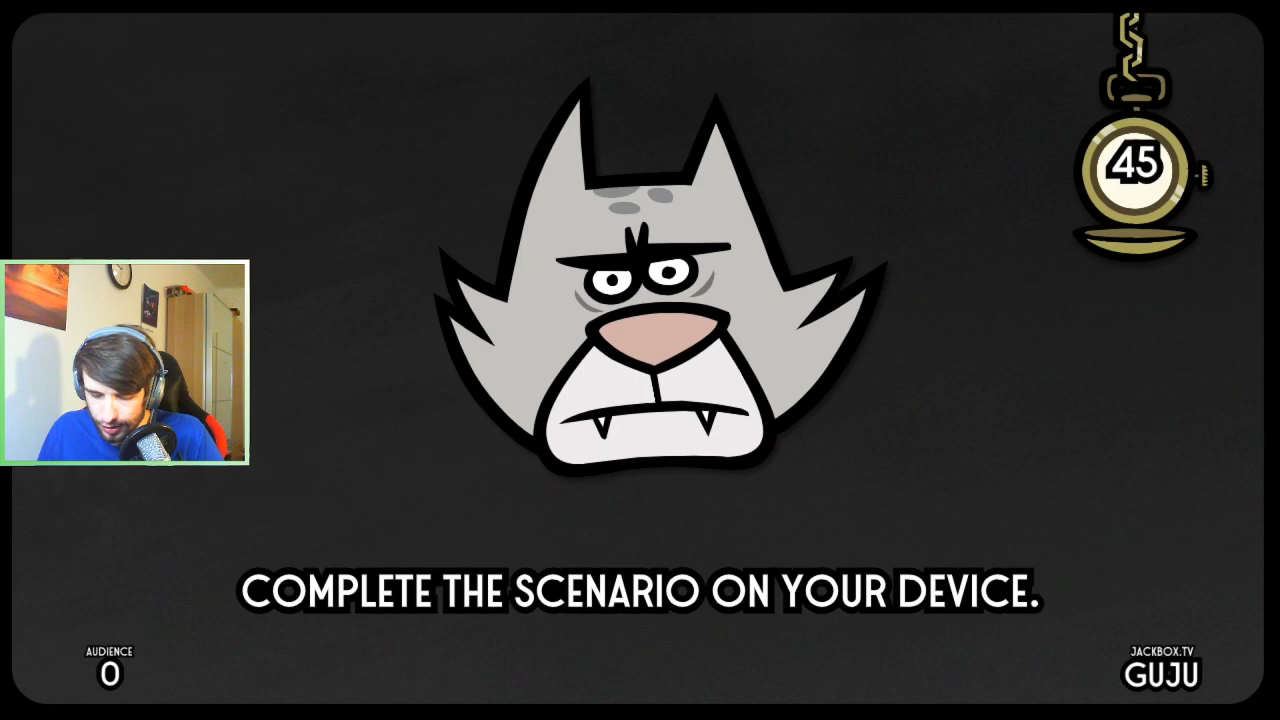 45
COMPLETE THE SCENARIO ON YOUR DEVICE.
AUDIENCE
0
JACKBOX.TV
GUJU